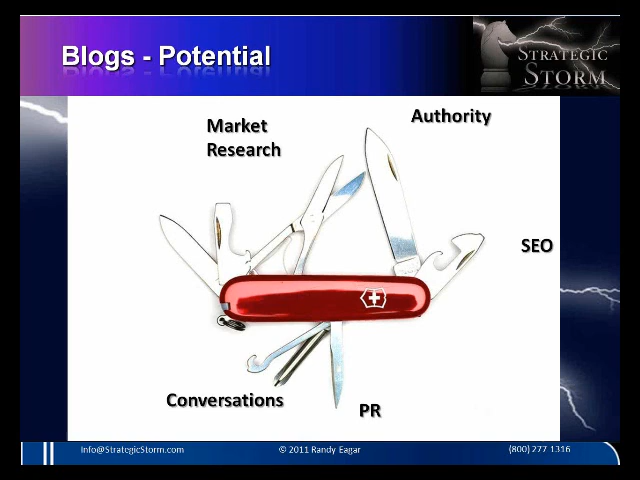 Blogs - Potential
STRATEGIC
STORM
Market
Research
Authority
SEO
Conversations
PR
Info@StrategicStorm.com
© 2011 Randy Eagar
(800) 277 1316